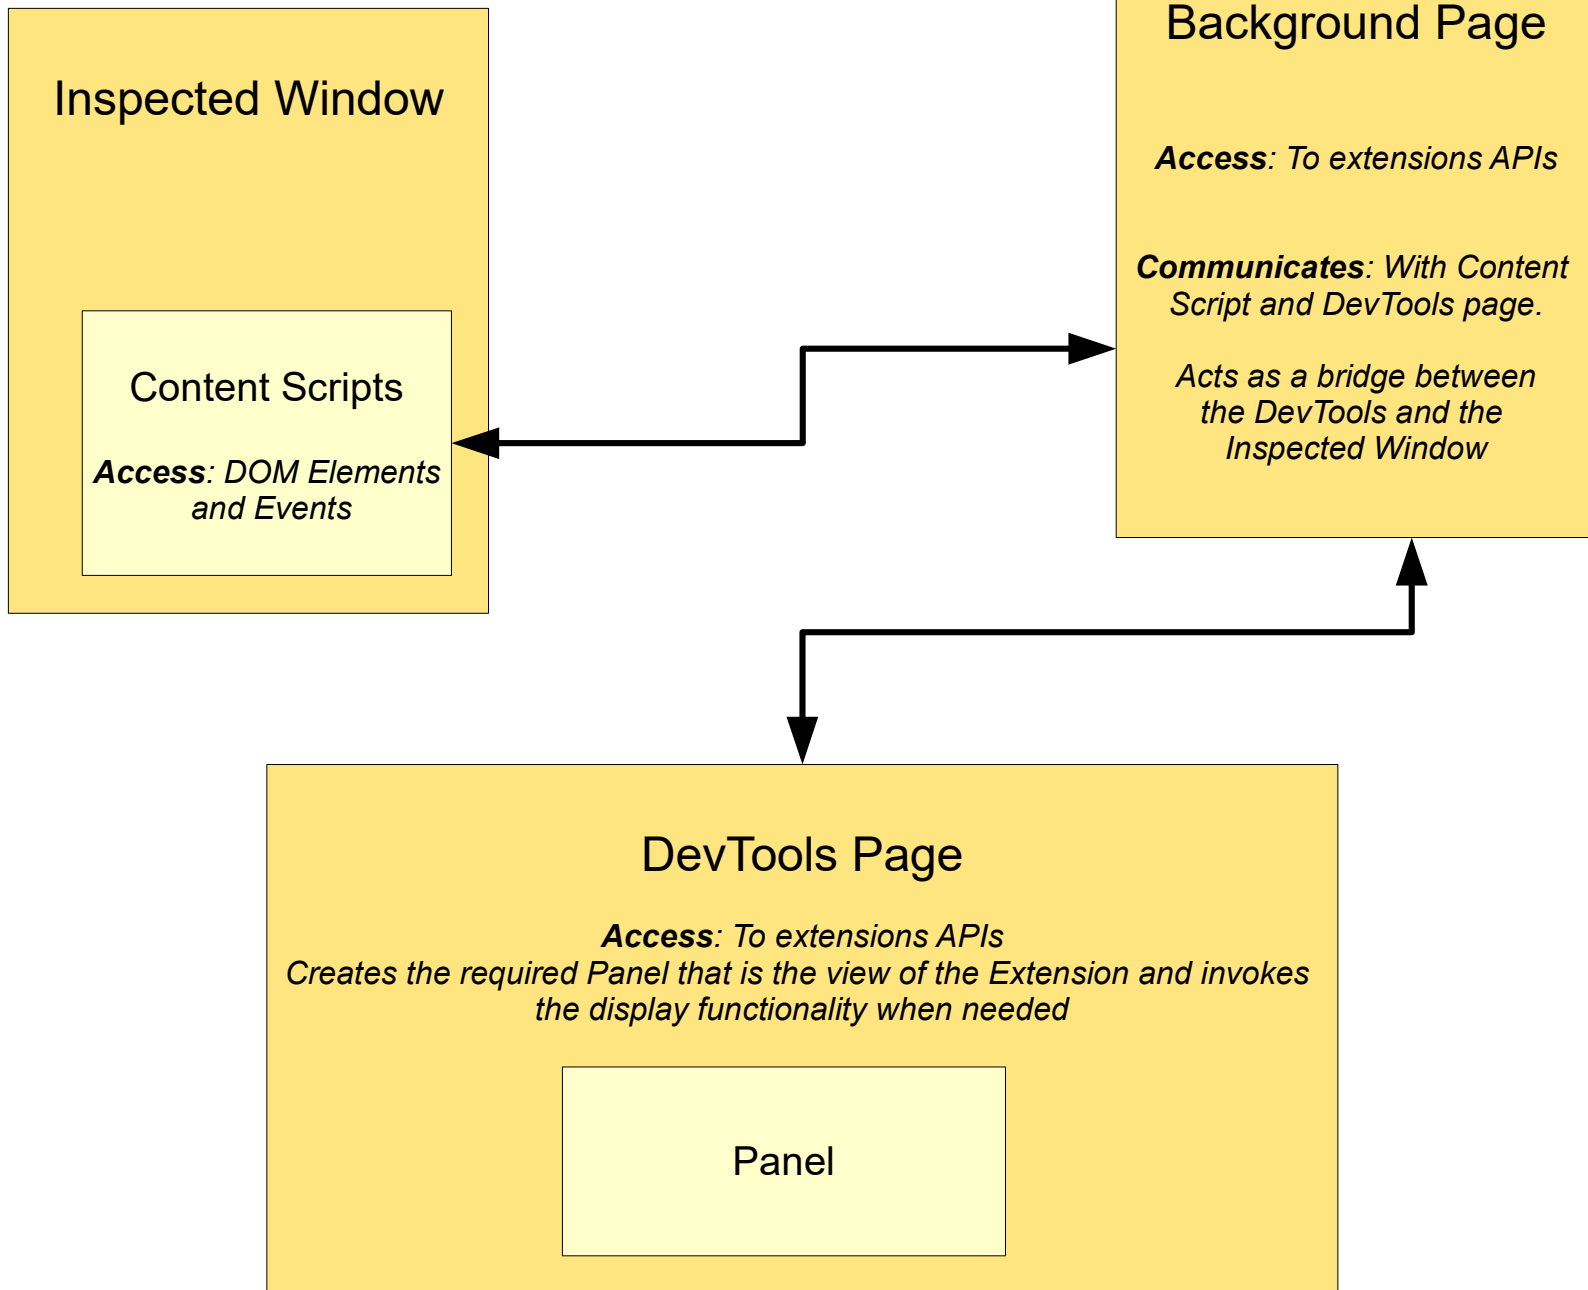 Inspected Window
Content Scripts
Access: DOM Elements
and Events
Background Page
Access: To extensions APIs
Communicates: With Content
Script and DevTools page.
Acts as a bridge between
the DevTools and the
Inspected Window
DevTools Page
Access: To extensions APIs
Creates the required Panel that is the view of the Extension and invokes
the display functionality when needed
Panel